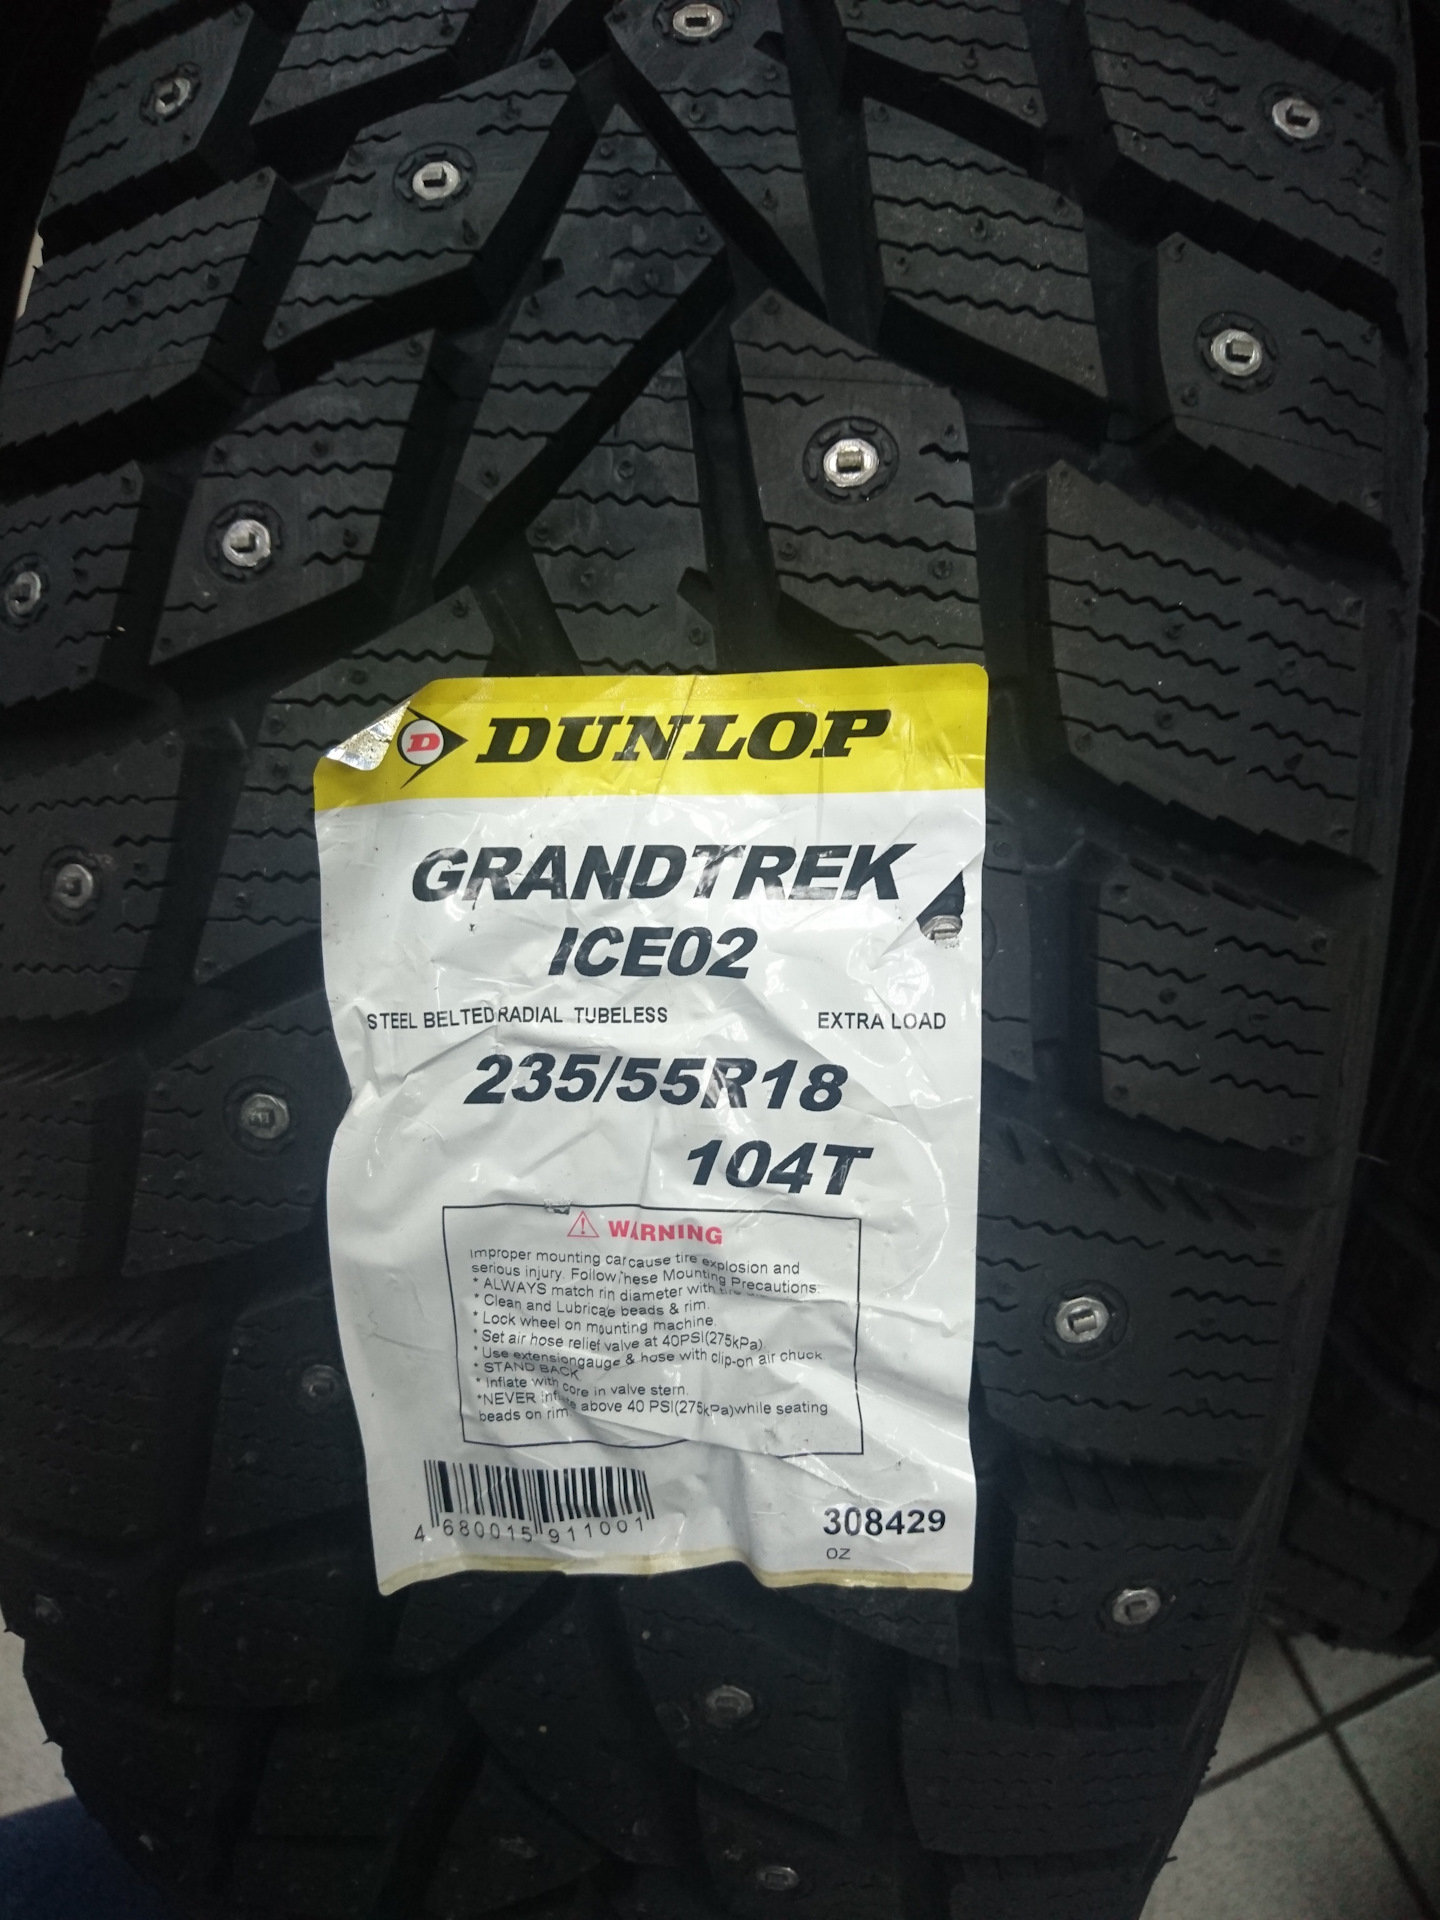 D DUNLOP
GRANDTREK
ICE02
STEEL BELTED RADIAL TUBELESS EXTRA LOAD
235/55R18
104T
WARNING
Improper mounting can cause tire explosion and
serious injury. Follow these Mounting Precautions:
* ALWAYS match rim diameter with
* Clean and Lubricate beads & rim.
* Lock wheel on mounting machine.
* Set air hose relief valve at 40PSI(275kPa)
* Use extension gauge & hose with clip-on air chuck
* STAND BACK
* Inflate with core in valve stem.
*NEVER inflate above 40 PSI(275kPa)while seating
beads on rim.
4 680015 911001
308429
OZ